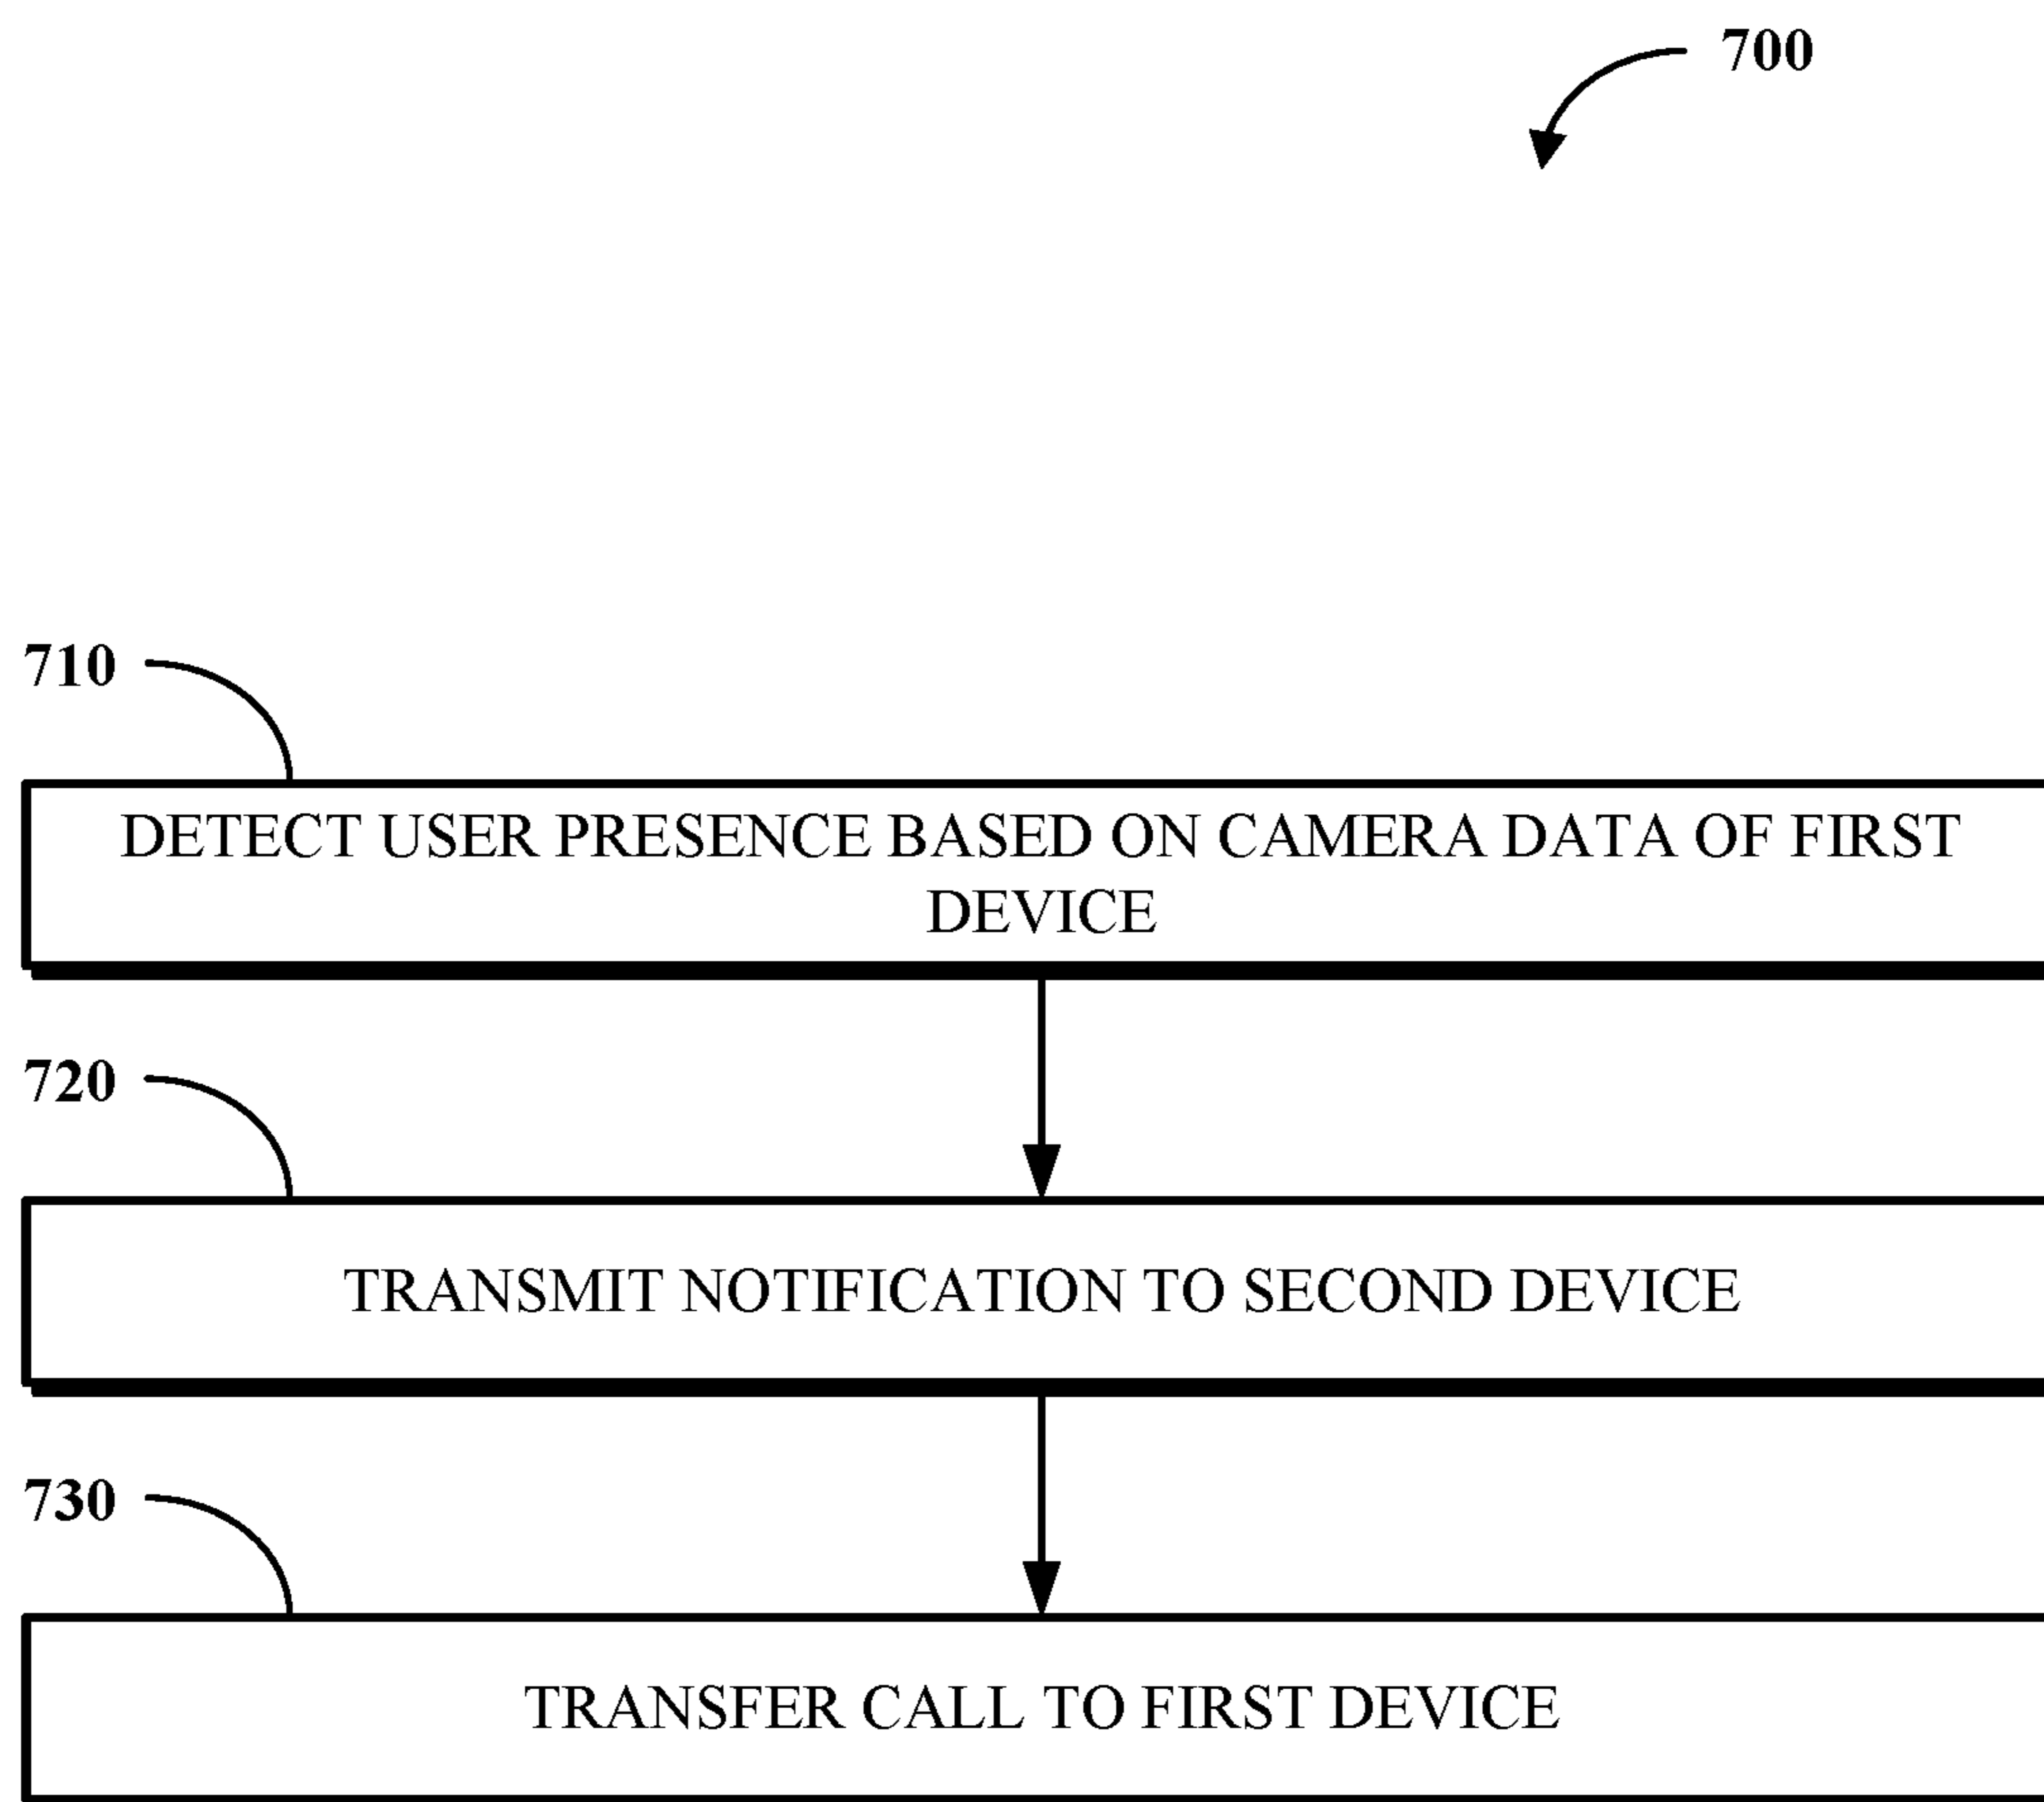 700
710
DETECT USER PRESENCE BASED ON CAMERA DATA OF FIRST
DEVICE
720
TRANSMIT NOTIFICATION TO SECOND DEVICE
730
TRANSFER CALL TO FIRST DEVICE